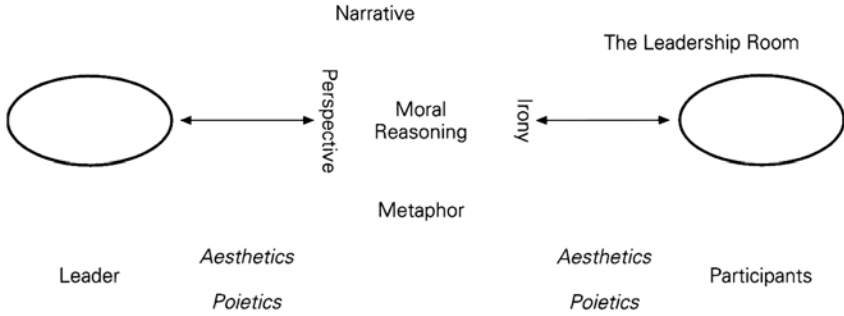 Narrative
The Leadership Room
Perspective
Moral
Reasoning
Irony
Metaphor
Leader
Aesthetics
Poietics
Aesthetics
Poietics
Participants